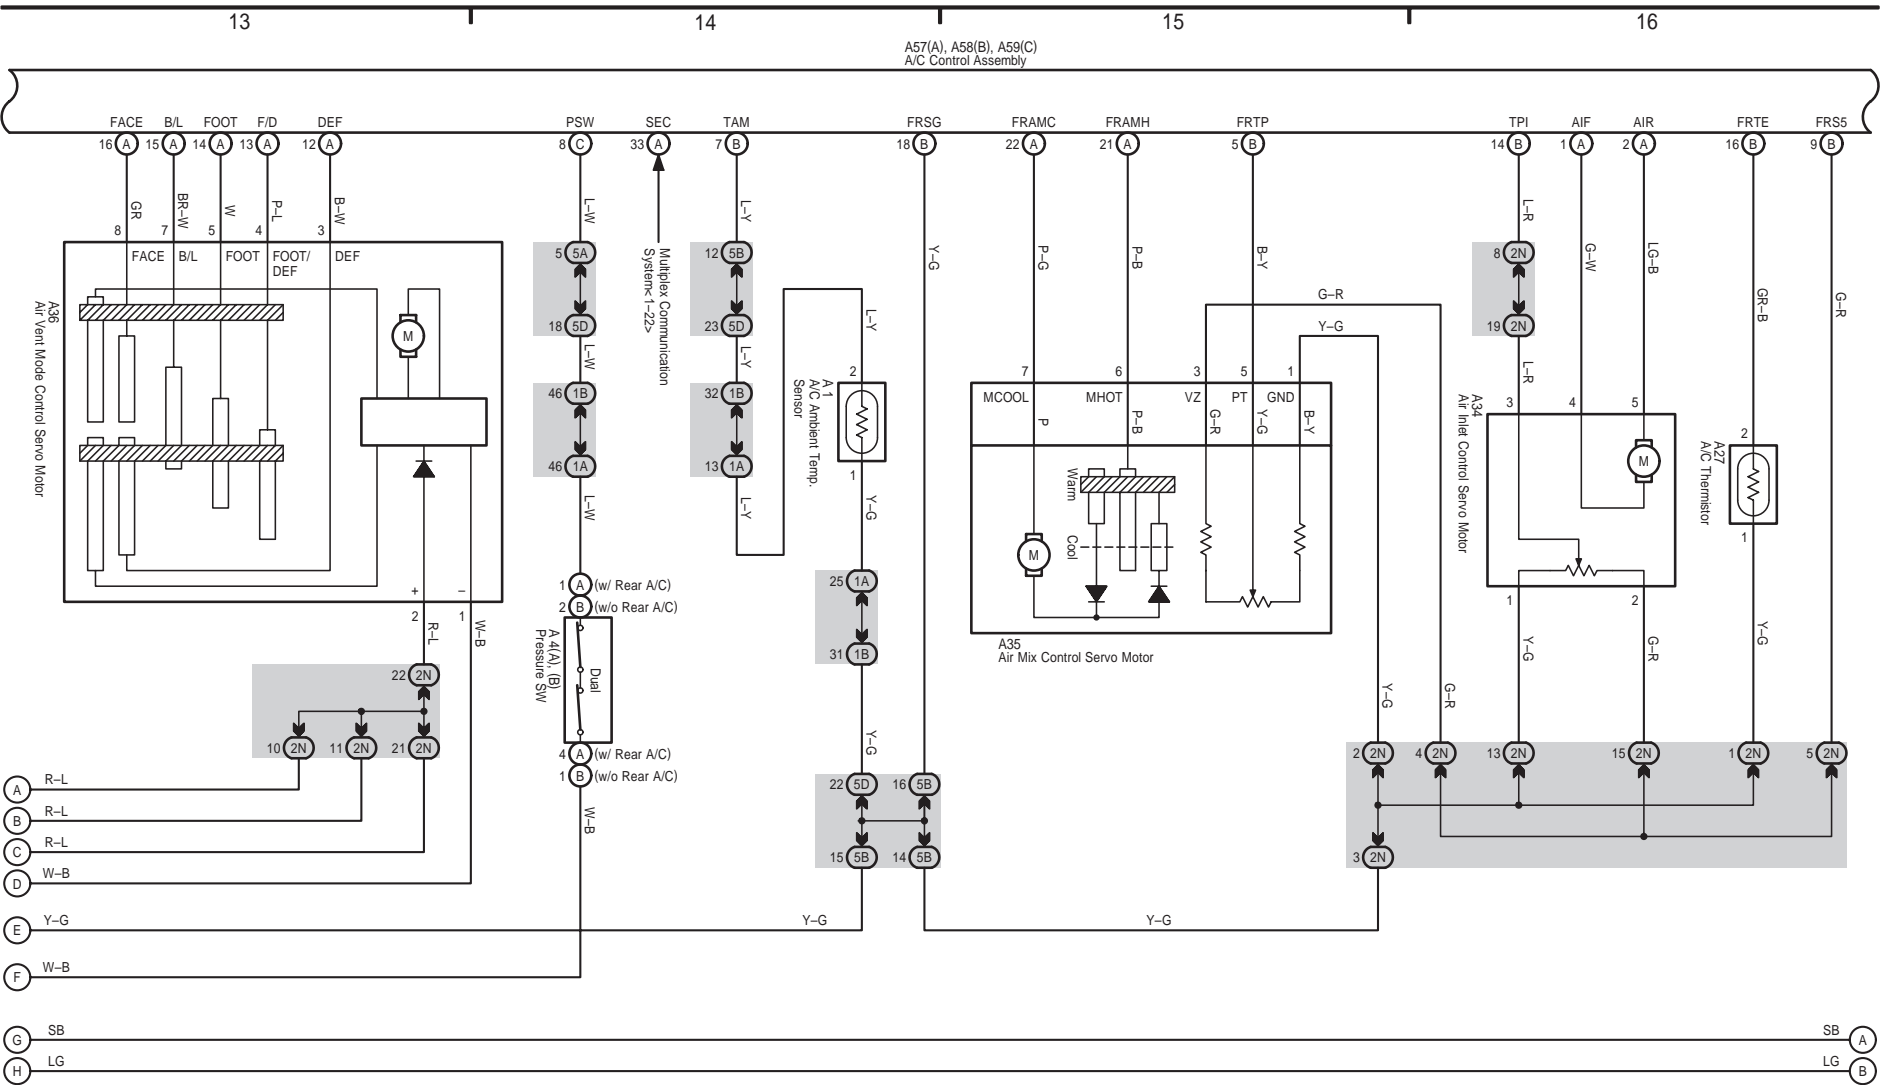 13 14 15 16
A57(A), A58(B), A59(C)
A/C Control Assembly
FACE B/L FOOT F/D DEF PSW SEC TAM FRSG FRAMC FRAMH FRTP TPI AIF AIR FRTE FRS5
16 A 15 A 14 A 13 A 12 A 8 C 33 A 7 B 18 B 22 A 21 A 5 B 14 B 1 A 2 A 16 B 9 B
GR BR–W W P–L B–W L–W L–Y Y–G P–G P–B B–Y L–R G–W LG–B GR–B G–R
8 7 5 4 3
FACE B/L FOOT FOOT/
DEF
DEF
A36
Air Vent Mode Control Servo Motor
M
+ –
2 1
R–L W–B
22 2N
10 2N 11 2N 21 2N
5 5A
18 5D
L–W
46 1B
46 1A
L–W
1 A (w/ Rear A/C)
2 B (w/o Rear A/C)
Dual
A 4(A), (B)
Pressure SW
4 A (w/ Rear A/C)
1 B (w/o Rear A/C)
W–B
Multiplex Communication
System<1–22>
12 5B
23 5D
L–Y
32 1B
13 1A
L–Y
L–Y
2
A 1
A/C Ambient Temp.
Sensor
1
Y–G
25 1A
31 1B
Y–G
22 5D 16 5B
15 5B 14 5B
G–R
Y–G
7 6 3 5 1
MCOOL MHOT VZ PT GND
P P–B G–R Y–G B–Y
Warm
Cool
M
A35
Air Mix Control Servo Motor
8 2N
19 2N
L–R
3 4 5
A34
Air Inlet Control Servo Motor
M
1 2
Y–G G–R
2
A27
A/C Thermistor
1
Y–G
Y–G G–R
2 2N 4 2N 13 2N 15 2N 1 2N 5 2N
3 2N
A R–L
B R–L
C R–L
D W–B
E Y–G Y–G Y–G
F W–B
G SB SB A
H LG LG B